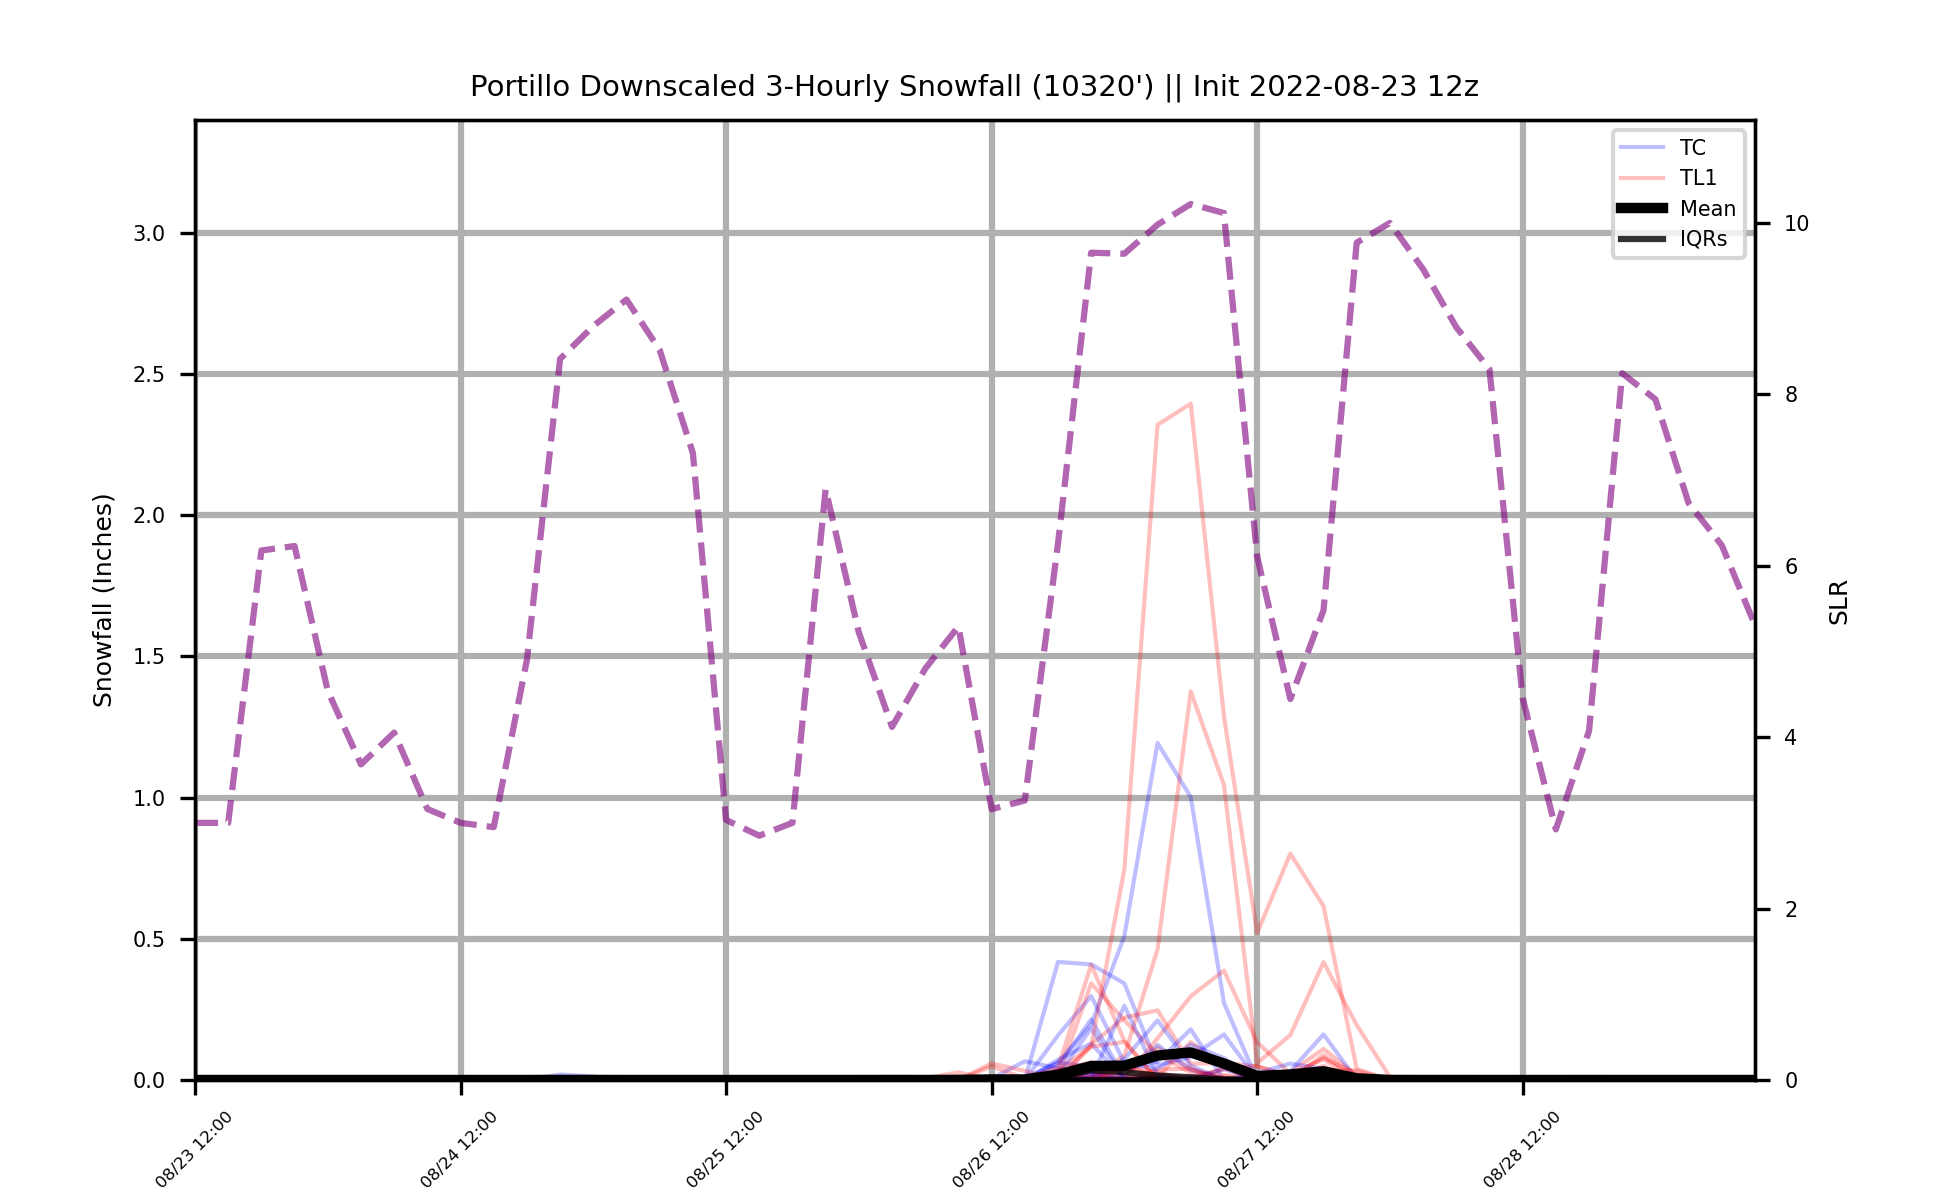 Portillo Downscaled 3-Hourly Snowfall (10320') || Init 2022-08-23 12z
TC
TL1
Mean
IQRs
Snowfall (Inches)
3.0
2.5
2.0
1.5
1.0
0.5
0.0
10
8
6
4
2
0
SLR
08/23 12:00
08/24 12:00
08/25 12:00
08/26 12:00
08/27 12:00
08/28 12:00